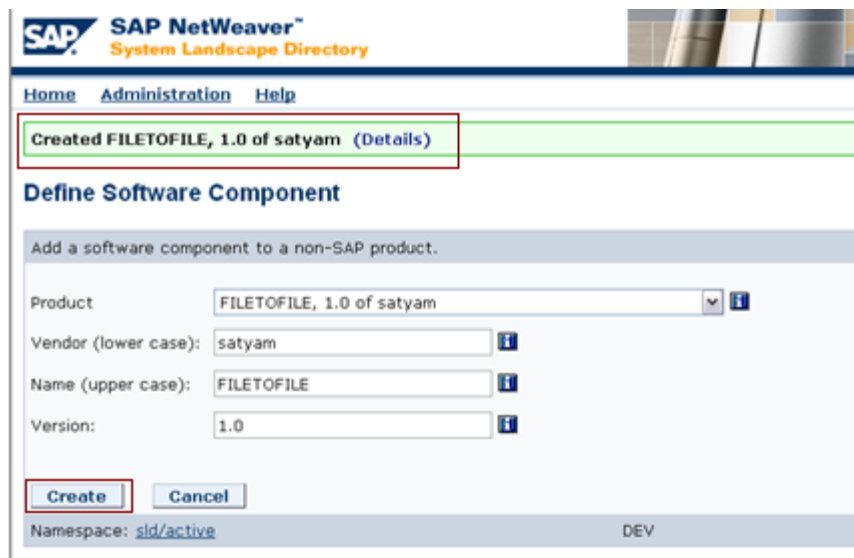 SAP SAP NetWeaver™
System Landscape Directory
Home Administration Help
Created FILETOFILE, 1.0 of satyam (Details)
Define Software Component
Add a software component to a non-SAP product.
Product FILETOFILE, 1.0 of satyam
Vendor (lower case): satyam
Name (upper case): FILETOFILE
Version: 1.0
Create Cancel
Namespace: sld/active DEV